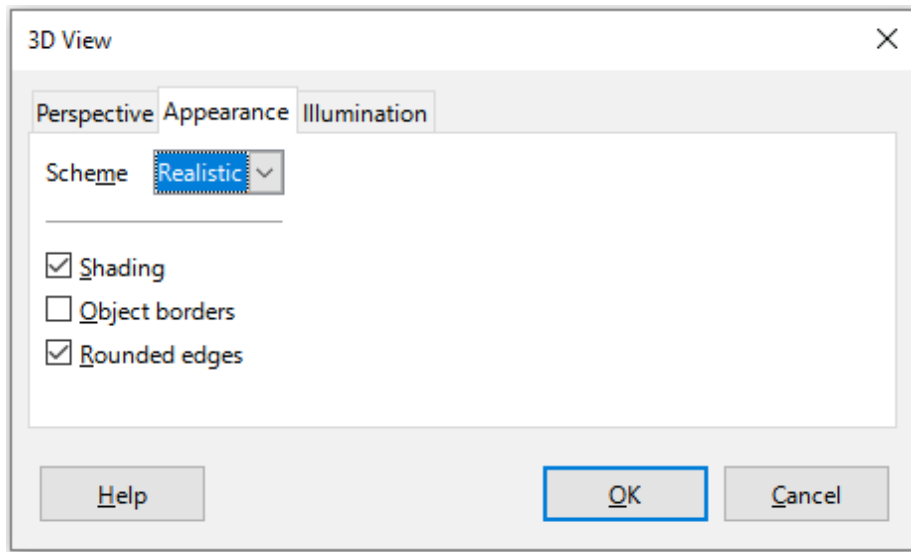 3D View
Perspective Appearance Illumination
Scheme Realistic
Shading
Object borders
Rounded edges
Help OK Cancel